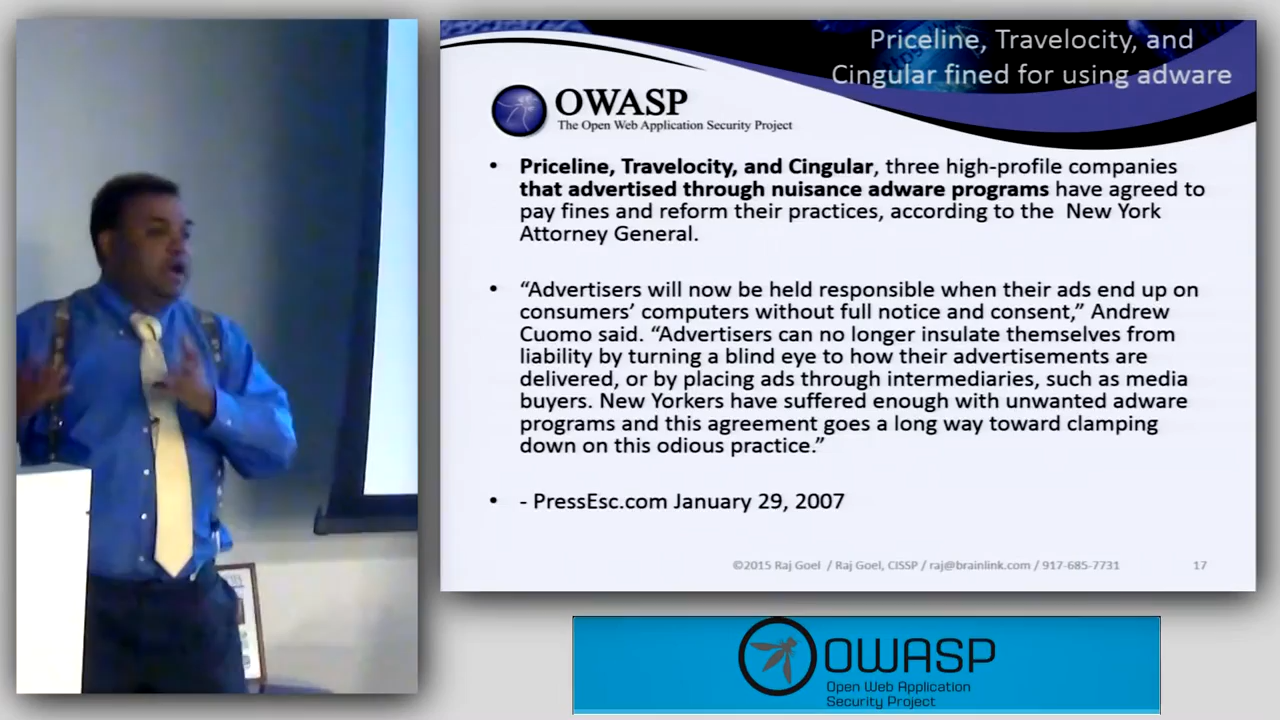 Priceline, Travelocity, and
Cingular fined for using adware
OWASP
The Open Web Application Security Project
• Priceline, Travelocity, and Cingular, three high-profile companies
that advertised through nuisance adware programs have agreed to
pay fines and reform their practices, according to the New York
Attorney General.
• “Advertisers will now be held responsible when their ads end up on
consumers’ computers without full notice and consent,” Andrew
Cuomo said. “Advertisers can no longer insulate themselves from
liability by turning a blind eye to how their advertisements are
delivered, or by placing ads through intermediaries, such as media
buyers. New Yorkers have suffered enough with unwanted adware
programs and this agreement goes a long way toward clamping
down on this odious practice.”
• - PressEsc.com January 29, 2007
©2015 Raj Goel / Raj Goel, CISSP / raj@brainlink.com / 917-685-7731 17
OWASP
Open Web Application
Security Project